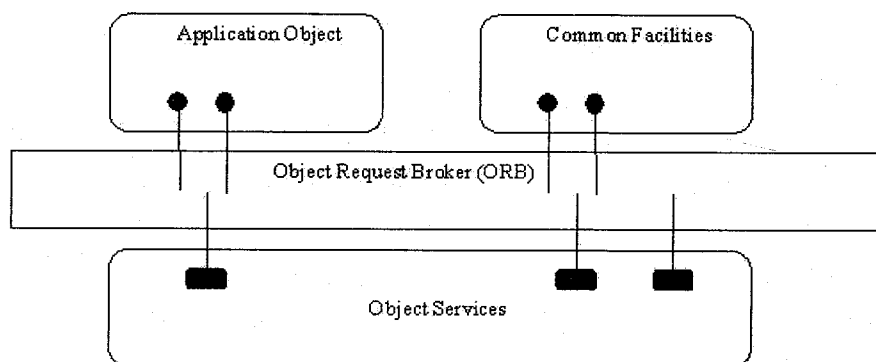 Application Object
Common Facilities
Object Request Broker (ORB)
Object Services